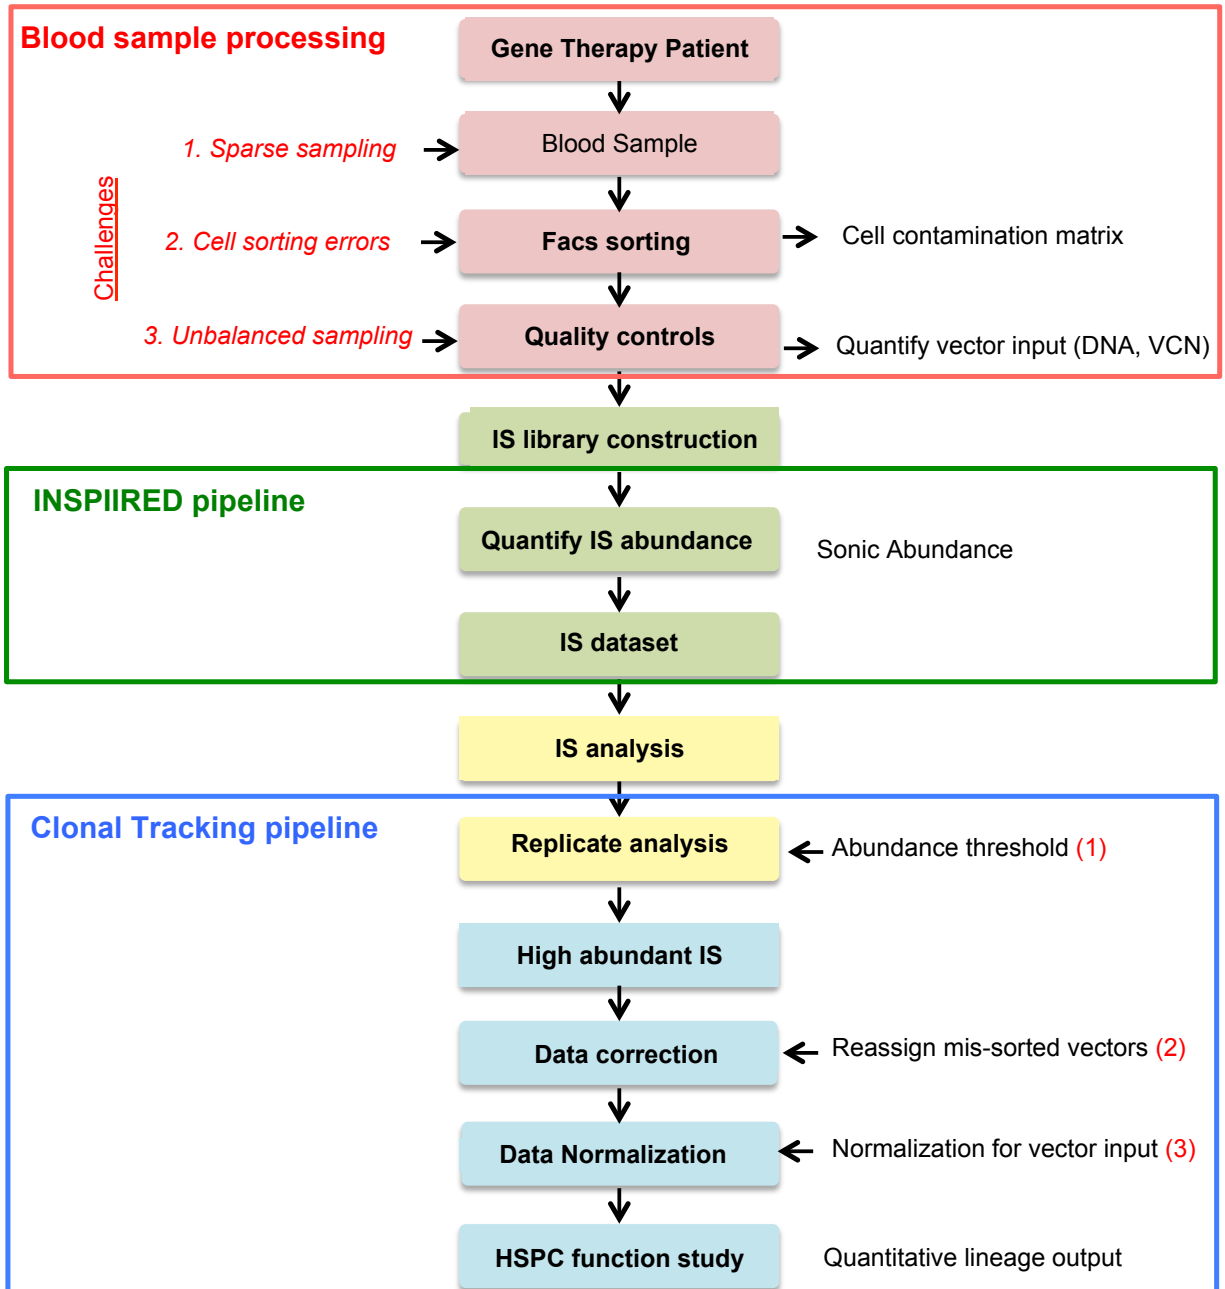 Blood sample processing
Gene Therapy Patient
1. Sparse sampling
Blood Sample
Challenges
2. Cell sorting errors
Facs sorting
Cell contamination matrix
3. Unbalanced sampling
Quality controls
Quantify vector input (DNA, VCN)
IS library construction
INSPIIRED pipeline
Quantify IS abundance
Sonic Abundance
IS dataset
IS analysis
Clonal Tracking pipeline
Replicate analysis
Abundance threshold (1)
High abundant IS
Data correction
Reassign mis-sorted vectors (2)
Data Normalization
Normalization for vector input (3)
HSPC function study
Quantitative lineage output